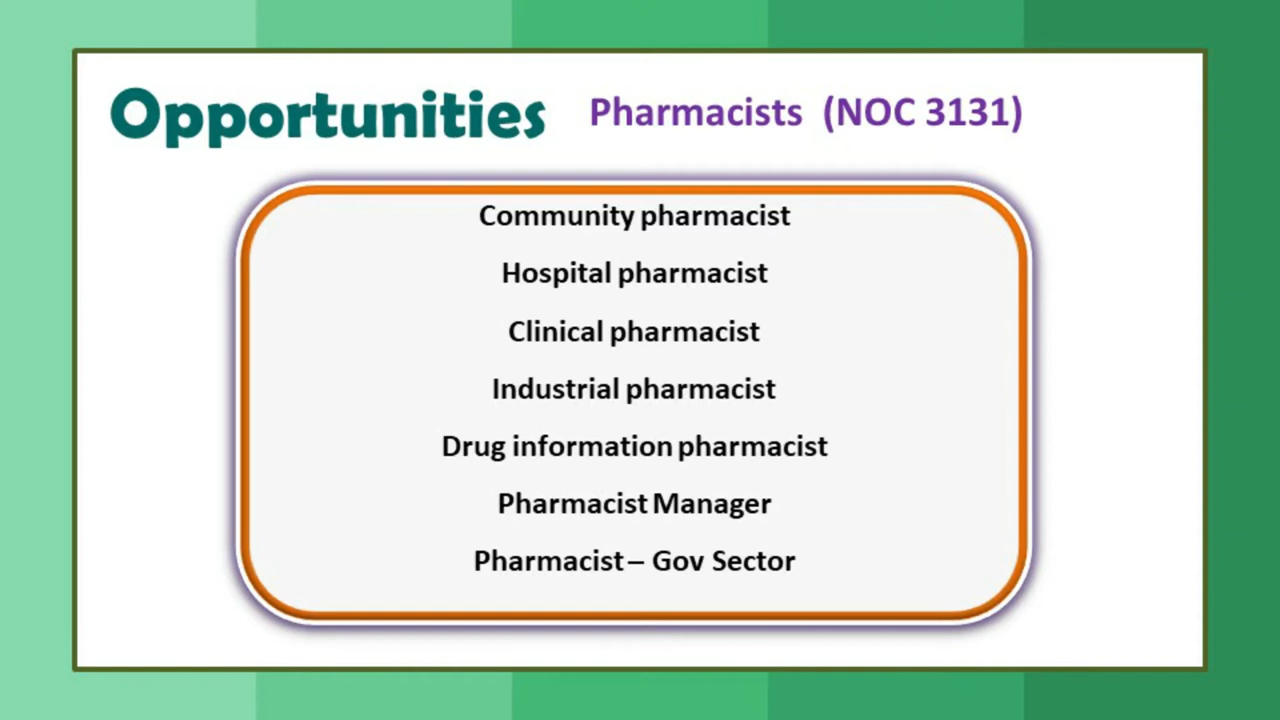 Opportunities Pharmacists (NOC 3131)
Community pharmacist
Hospital pharmacist
Clinical pharmacist
Industrial pharmacist
Drug information pharmacist
Pharmacist Manager
Pharmacist – Gov Sector